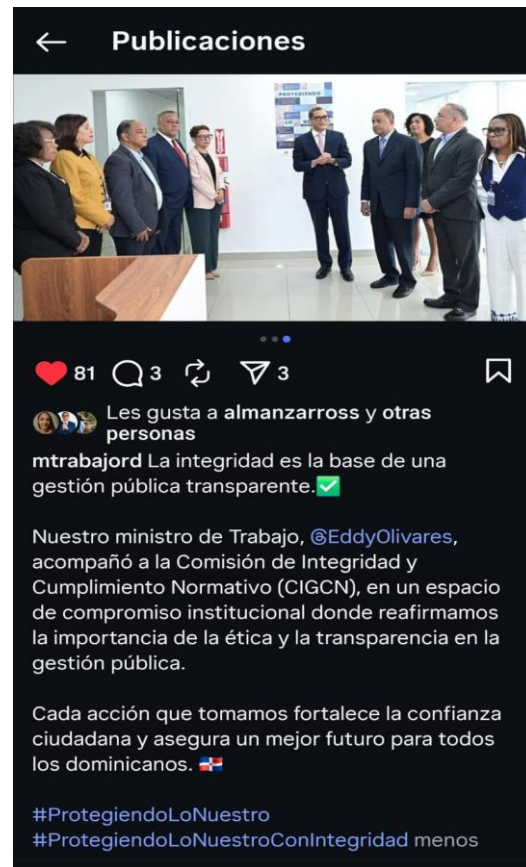 Publicaciones
PROTEGIENDO
LO
81 3 3
Les gusta a almanzarross y otras
personas
mtrabajord La integridad es la base de una
gestión pública transparente.✅
Nuestro ministro de Trabajo, @EddyOlivares,
acompañó a la Comisión de Integridad y
Cumplimiento Normativo (CIGCN), en un espacio
de compromiso institucional donde reafirmamos
la importancia de la ética y la transparencia en la
gestión pública.
Cada acción que tomamos fortalece la confianza
ciudadana y asegura un mejor futuro para todos
los dominicanos. 🇩🇴
#ProtegiendoLoNuestro
#ProtegiendoLoNuestroConIntegridad menos